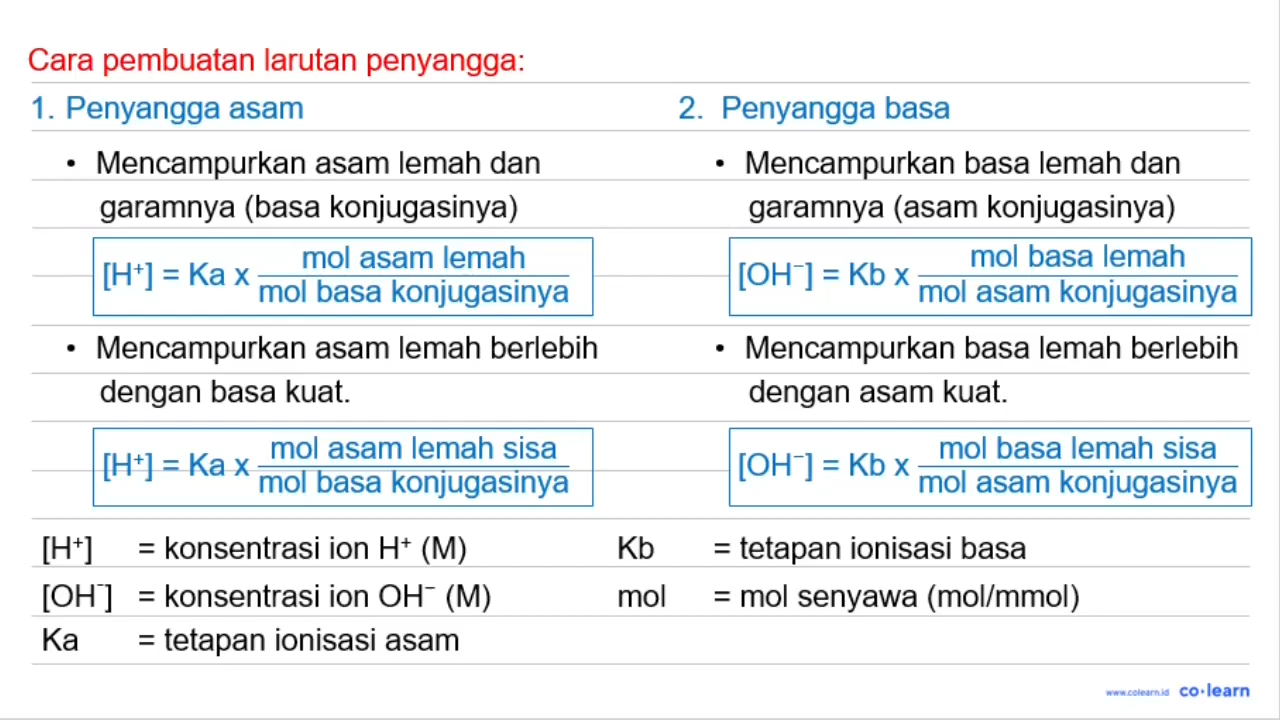 Cara pembuatan larutan penyangga:
1. Penyangga asam
• Mencampurkan asam lemah dan
garamnya (basa konjugasinya)
[H⁺] = Ka x mol asam lemah / mol basa konjugasinya
• Mencampurkan asam lemah berlebih
dengan basa kuat.
[H⁺] = Ka x mol asam lemah sisa / mol basa konjugasinya
2. Penyangga basa
• Mencampurkan basa lemah dan
garamnya (asam konjugasinya)
[OH⁻] = Kb x mol basa lemah / mol asam konjugasinya
• Mencampurkan basa lemah berlebih
dengan asam kuat.
[OH⁻] = Kb x mol basa lemah sisa / mol asam konjugasinya
[H⁺] = konsentrasi ion H⁺ (M)
[OH⁻] = konsentrasi ion OH⁻ (M)
Ka = tetapan ionisasi asam
Kb = tetapan ionisasi basa
mol = mol senyawa (mol/mmol)
www.colearn.id co·learn